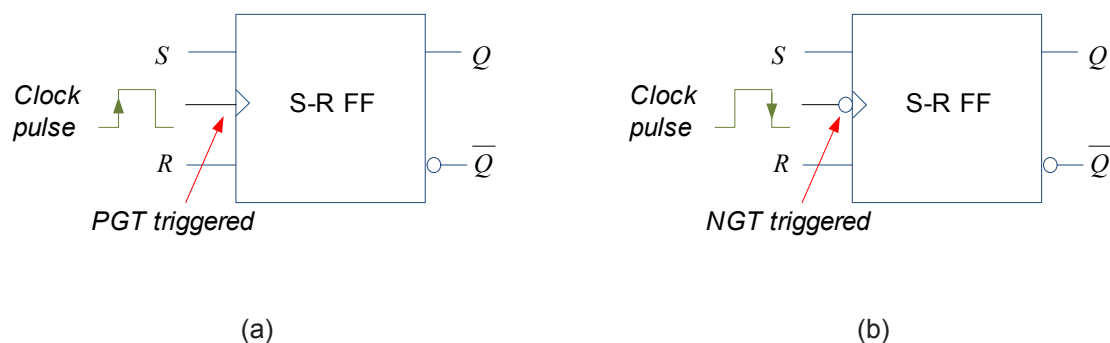 S
Q
Clock
pulse
S-R FF
R
Q̅
PGT triggered
(a)
S
Q
Clock
pulse
S-R FF
R
Q̅
NGT triggered
(b)